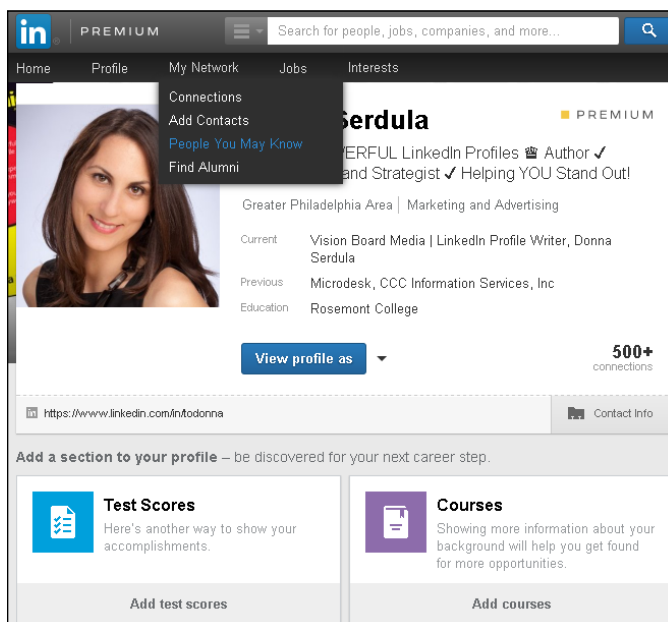 in PREMIUM
Search for people, jobs, companies, and more...
Home Profile My Network Jobs Interests
Connections
Add Contacts
People You May Know
Find Alumni
Serdula
PREMIUM
LinkedIn Profiles ♛ Author ✓
and Strategist ✓ Helping YOU Stand Out!
Greater Philadelphia Area | Marketing and Advertising
Current Vision Board Media | LinkedIn Profile Writer, Donna
Serdula
Previous Microdesk, CCC Information Services, Inc
Education Rosemont College
View profile as
500+
connections
in https://www.linkedin.com/in/todonna
Contact Info
Add a section to your profile – be discovered for your next career step.
Test Scores
Here's another way to show your
accomplishments.
Add test scores
Courses
Showing more information about your
background will help you get found
for more opportunities.
Add courses